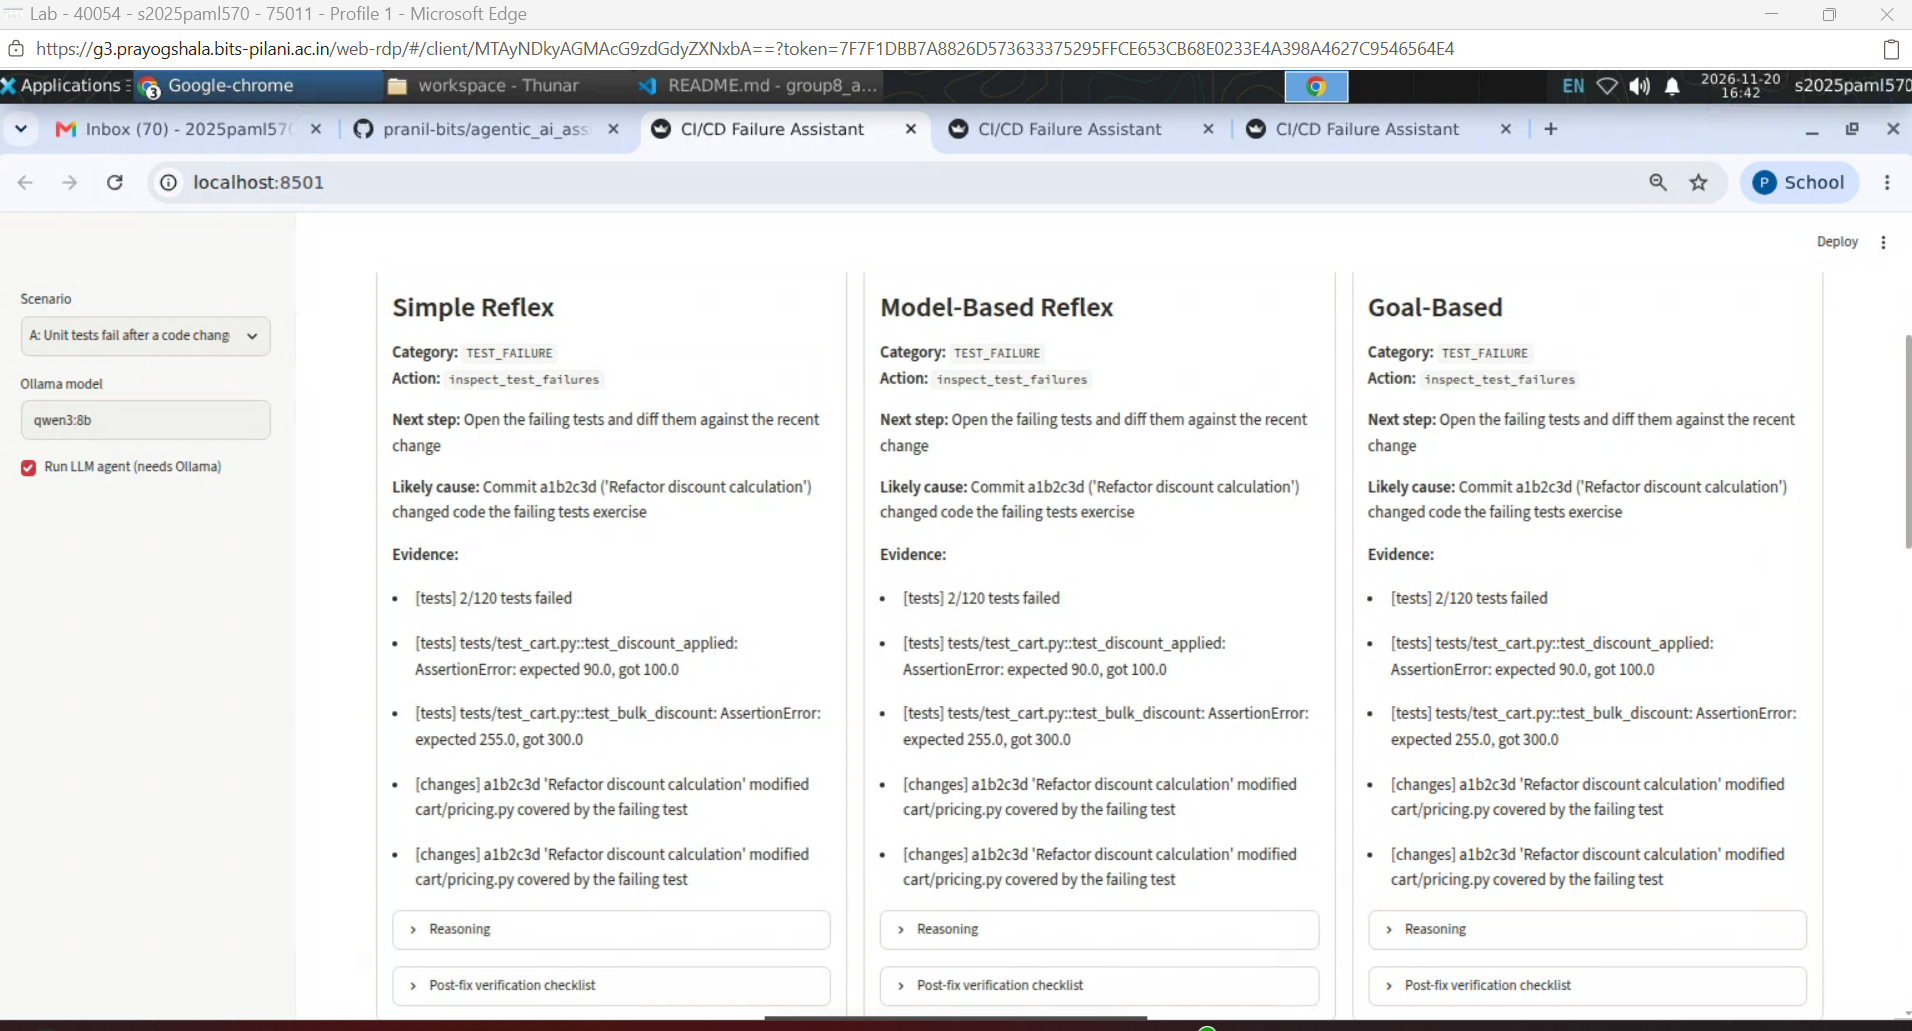 Lab - 40054 - s2025paml570 - 75011 - Profile 1 - Microsoft Edge
https://g3.prayogshala.bits-pilani.ac.in/web-rdp/#/client/MTAyNDkyAGMAcG9zdGdyZXNxbA==?token=7F7F1DBB7A8826D573633375295FFCE653CB68E0233E4A398A4627C9546564E4
Applications Google-chrome workspace - Thunar README.md - group8_a... EN 2026-11-20 s2025paml570
16:42
Inbox (70) - 2025paml570 pranil-bits/agentic_ai_assi CI/CD Failure Assistant CI/CD Failure Assistant CI/CD Failure Assistant
localhost:8501 P School
Deploy
Scenario
A: Unit tests fail after a code chang
Ollama model
qwen3:8b
Run LLM agent (needs Ollama)
Simple Reflex
Category: TEST_FAILURE
Action: inspect_test_failures
Next step: Open the failing tests and diff them against the recent
change
Likely cause: Commit a1b2c3d ('Refactor discount calculation')
changed code the failing tests exercise
Evidence:
• [tests] 2/120 tests failed
• [tests] tests/test_cart.py::test_discount_applied:
AssertionError: expected 90.0, got 100.0
• [tests] tests/test_cart.py::test_bulk_discount: AssertionError:
expected 255.0, got 300.0
• [changes] a1b2c3d 'Refactor discount calculation' modified
cart/pricing.py covered by the failing test
• [changes] a1b2c3d 'Refactor discount calculation' modified
cart/pricing.py covered by the failing test
Reasoning
Post-fix verification checklist
Model-Based Reflex
Category: TEST_FAILURE
Action: inspect_test_failures
Next step: Open the failing tests and diff them against the recent
change
Likely cause: Commit a1b2c3d ('Refactor discount calculation')
changed code the failing tests exercise
Evidence:
• [tests] 2/120 tests failed
• [tests] tests/test_cart.py::test_discount_applied:
AssertionError: expected 90.0, got 100.0
• [tests] tests/test_cart.py::test_bulk_discount: AssertionError:
expected 255.0, got 300.0
• [changes] a1b2c3d 'Refactor discount calculation' modified
cart/pricing.py covered by the failing test
• [changes] a1b2c3d 'Refactor discount calculation' modified
cart/pricing.py covered by the failing test
Reasoning
Post-fix verification checklist
Goal-Based
Category: TEST_FAILURE
Action: inspect_test_failures
Next step: Open the failing tests and diff them against the recent
change
Likely cause: Commit a1b2c3d ('Refactor discount calculation')
changed code the failing tests exercise
Evidence:
• [tests] 2/120 tests failed
• [tests] tests/test_cart.py::test_discount_applied:
AssertionError: expected 90.0, got 100.0
• [tests] tests/test_cart.py::test_bulk_discount: AssertionError:
expected 255.0, got 300.0
• [changes] a1b2c3d 'Refactor discount calculation' modified
cart/pricing.py covered by the failing test
• [changes] a1b2c3d 'Refactor discount calculation' modified
cart/pricing.py covered by the failing test
Reasoning
Post-fix verification checklist